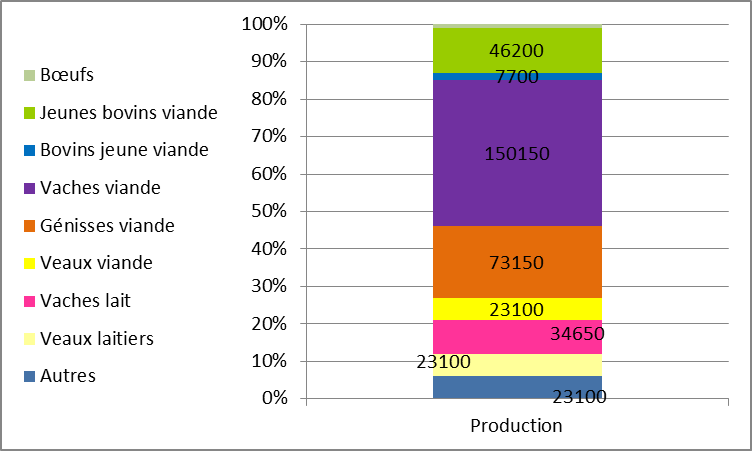 Bœufs
Jeunes bovins viande
Bovins jeune viande
Vaches viande
Génisses viande
Veaux viande
Vaches lait
Veaux laitiers
Autres
100%
90%
80%
70%
60%
50%
40%
30%
20%
10%
0%
46200
7700
150150
73150
23100
34650
23100
23100
Production